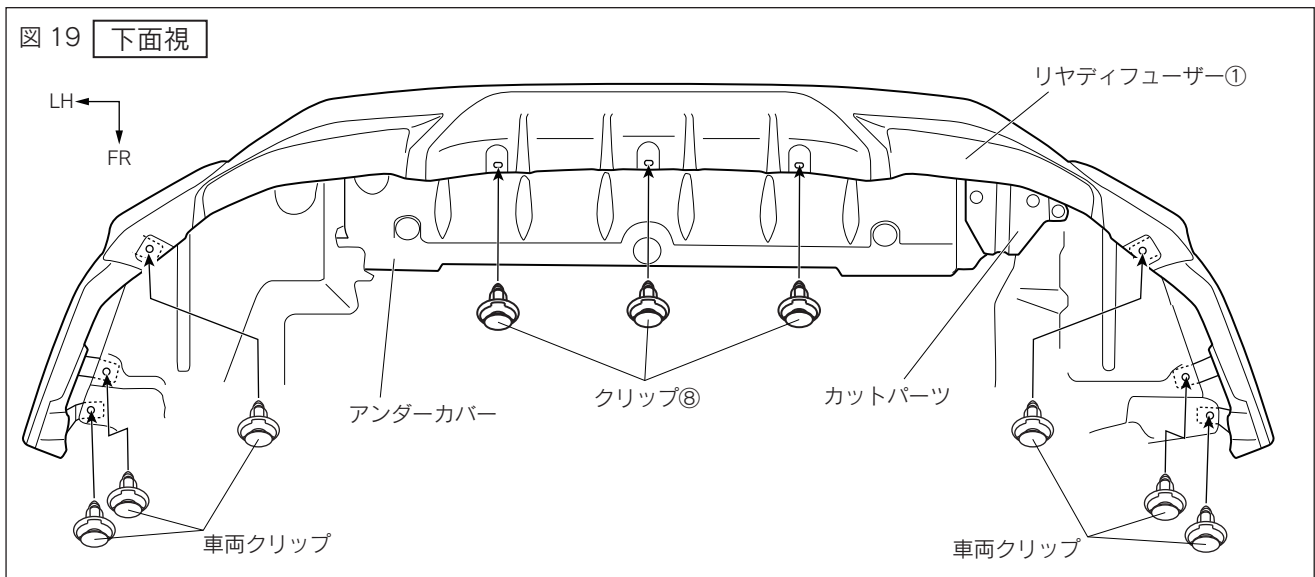 図 19 下面視
リヤディフューザー①
LH
FR
アンダーカバー
クリップ⑧
カットパーツ
車両クリップ
車両クリップ